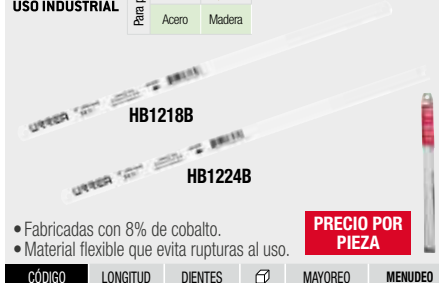 USO INDUSTRIAL
Para p
Acero Madera
URREA
HB1218B
URREA
HB1224B
• Fabricadas con 8% de cobalto.
• Material flexible que evita rupturas al uso.
PRECIO POR
PIEZA
CÓDIGO LONGITUD DIENTES MAYOREO MENUDEO